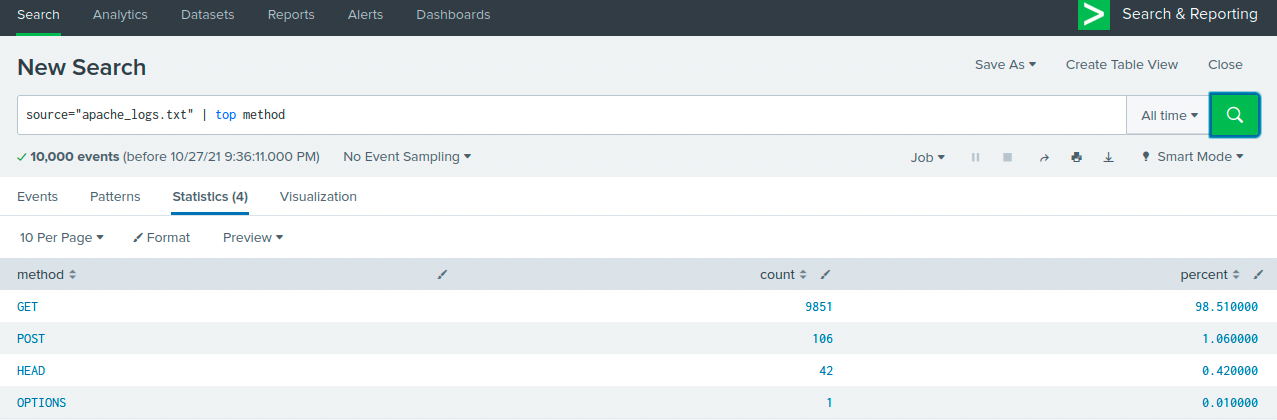 Search Analytics Datasets Reports Alerts Dashboards Search & Reporting
New Search Save As Create Table View Close
source="apache_logs.txt" | top method All time
10,000 events (before 10/27/21 9:36:11.000 PM) No Event Sampling Job Smart Mode
Events Patterns Statistics (4) Visualization
10 Per Page Format Preview
method count percent
GET 9851 98.510000
POST 106 1.060000
HEAD 42 0.420000
OPTIONS 1 0.010000